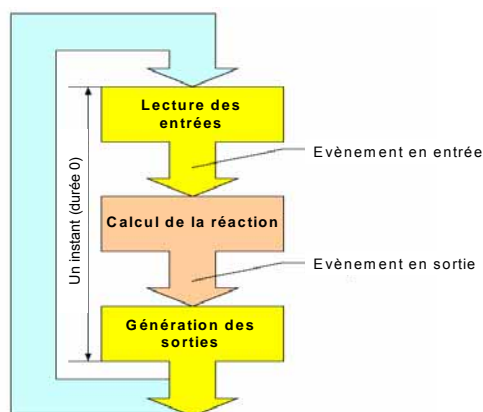 Lecture des
entrées
Evènement en entrée
Un instant (durée 0)
Calcul de la réaction
Evènement en sortie
Génération des
sorties